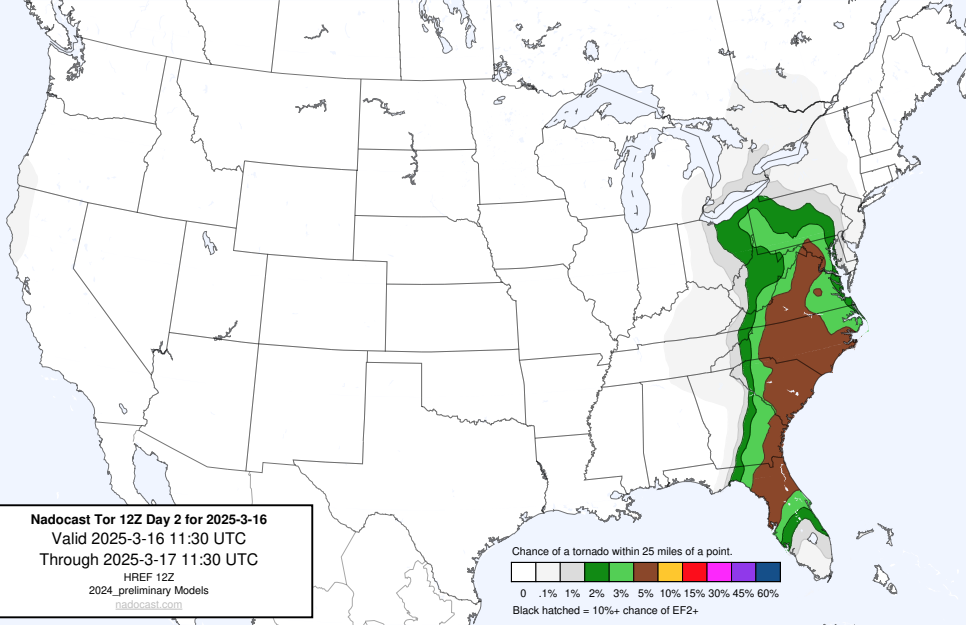 Nadocast Tor 12Z Day 2 for 2025-3-16
Valid 2025-3-16 11:30 UTC
Through 2025-3-17 11:30 UTC
HREF 12Z
2024_preliminary Models
nadocast.com
Chance of a tornado within 25 miles of a point.
0 .1% 1% 2% 3% 5% 10% 15% 30% 45% 60%
Black hatched = 10%+ chance of EF2+